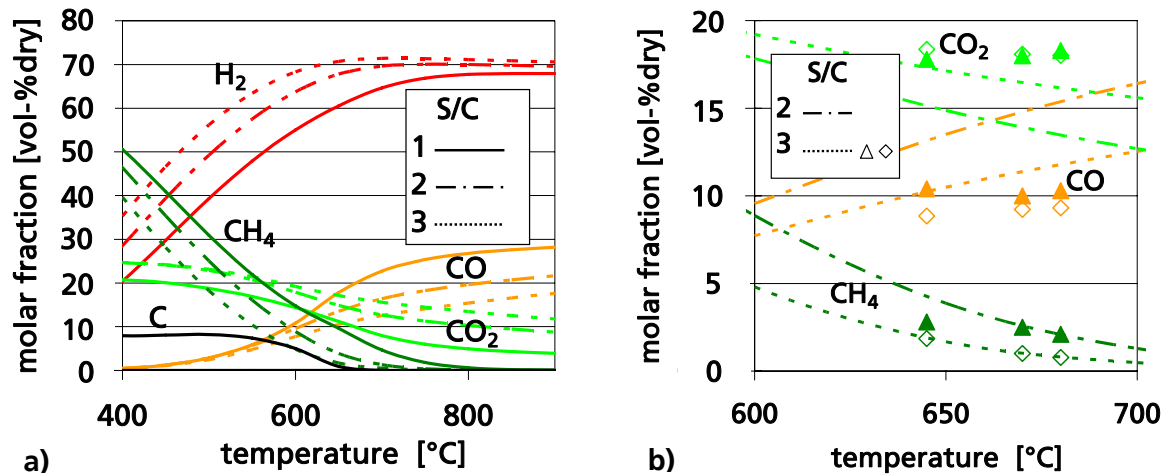 molar fraction [vol-%dry]
80
70
60
50
40
30
20
10
0
H2
S/C
1
2
3
CH4
CO
C
CO2
400 600 800
temperature [°C]
a)
molar fraction [vol-%dry]
20
15
10
5
0
CO2
S/C
2
3
CO
CH4
600 650 700
temperature [°C]
b)